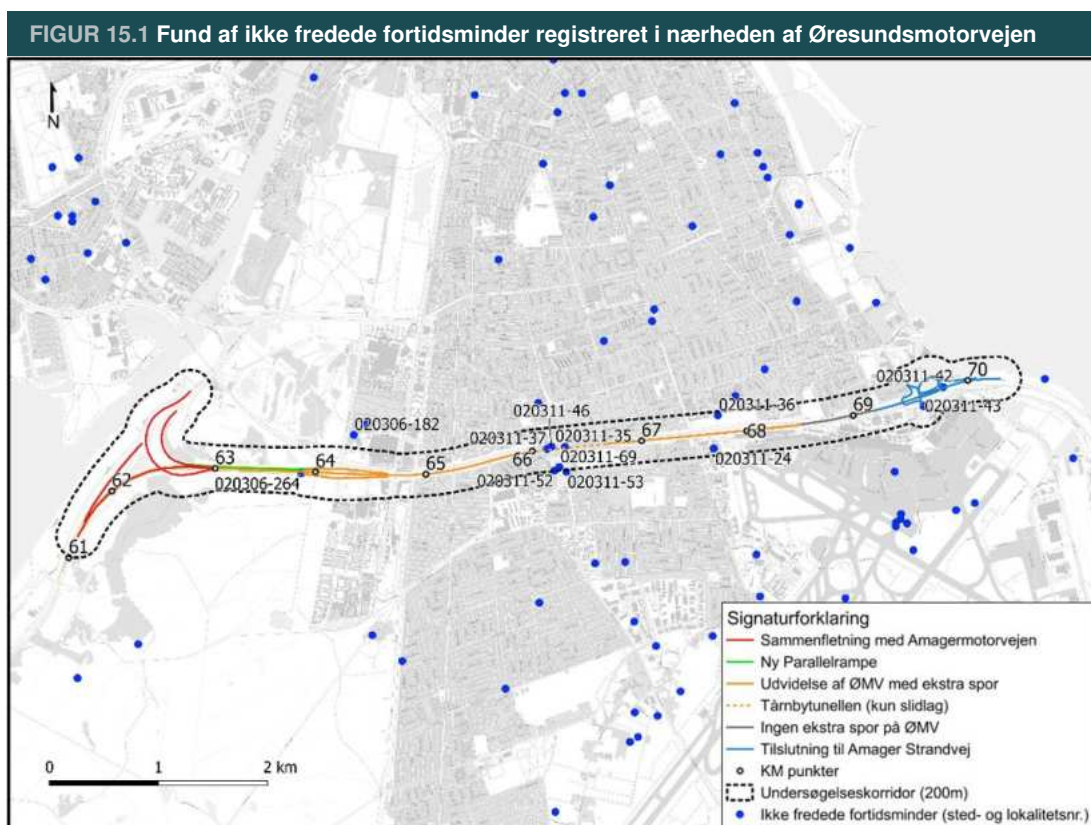 FIGUR 15.1 Fund af ikke fredede fortidsminder registreret i nærheden af Øresundsmotorvejen
N
020311-42
70
020311-43
69
020311-36
020311-46
020306-182
67
68
020311-37
020311-35
66
020311-69
020311-24
63
64
65
020306-264
020311-52
020311-53
62
61
Signaturforklaring
Sammenfletning med Amagermotorvejen
Ny Parallelrampe
Udvidelse af ØMV med ekstra spor
Tårnbytunellen (kun slidlag)
Ingen ekstra spor på ØMV
Tilslutning til Amager Strandvej
KM punkter
Undersøgelseskorridor (200m)
Ikke fredede fortidsminder (sted- og lokalitetsnr.)
0 1 2 km